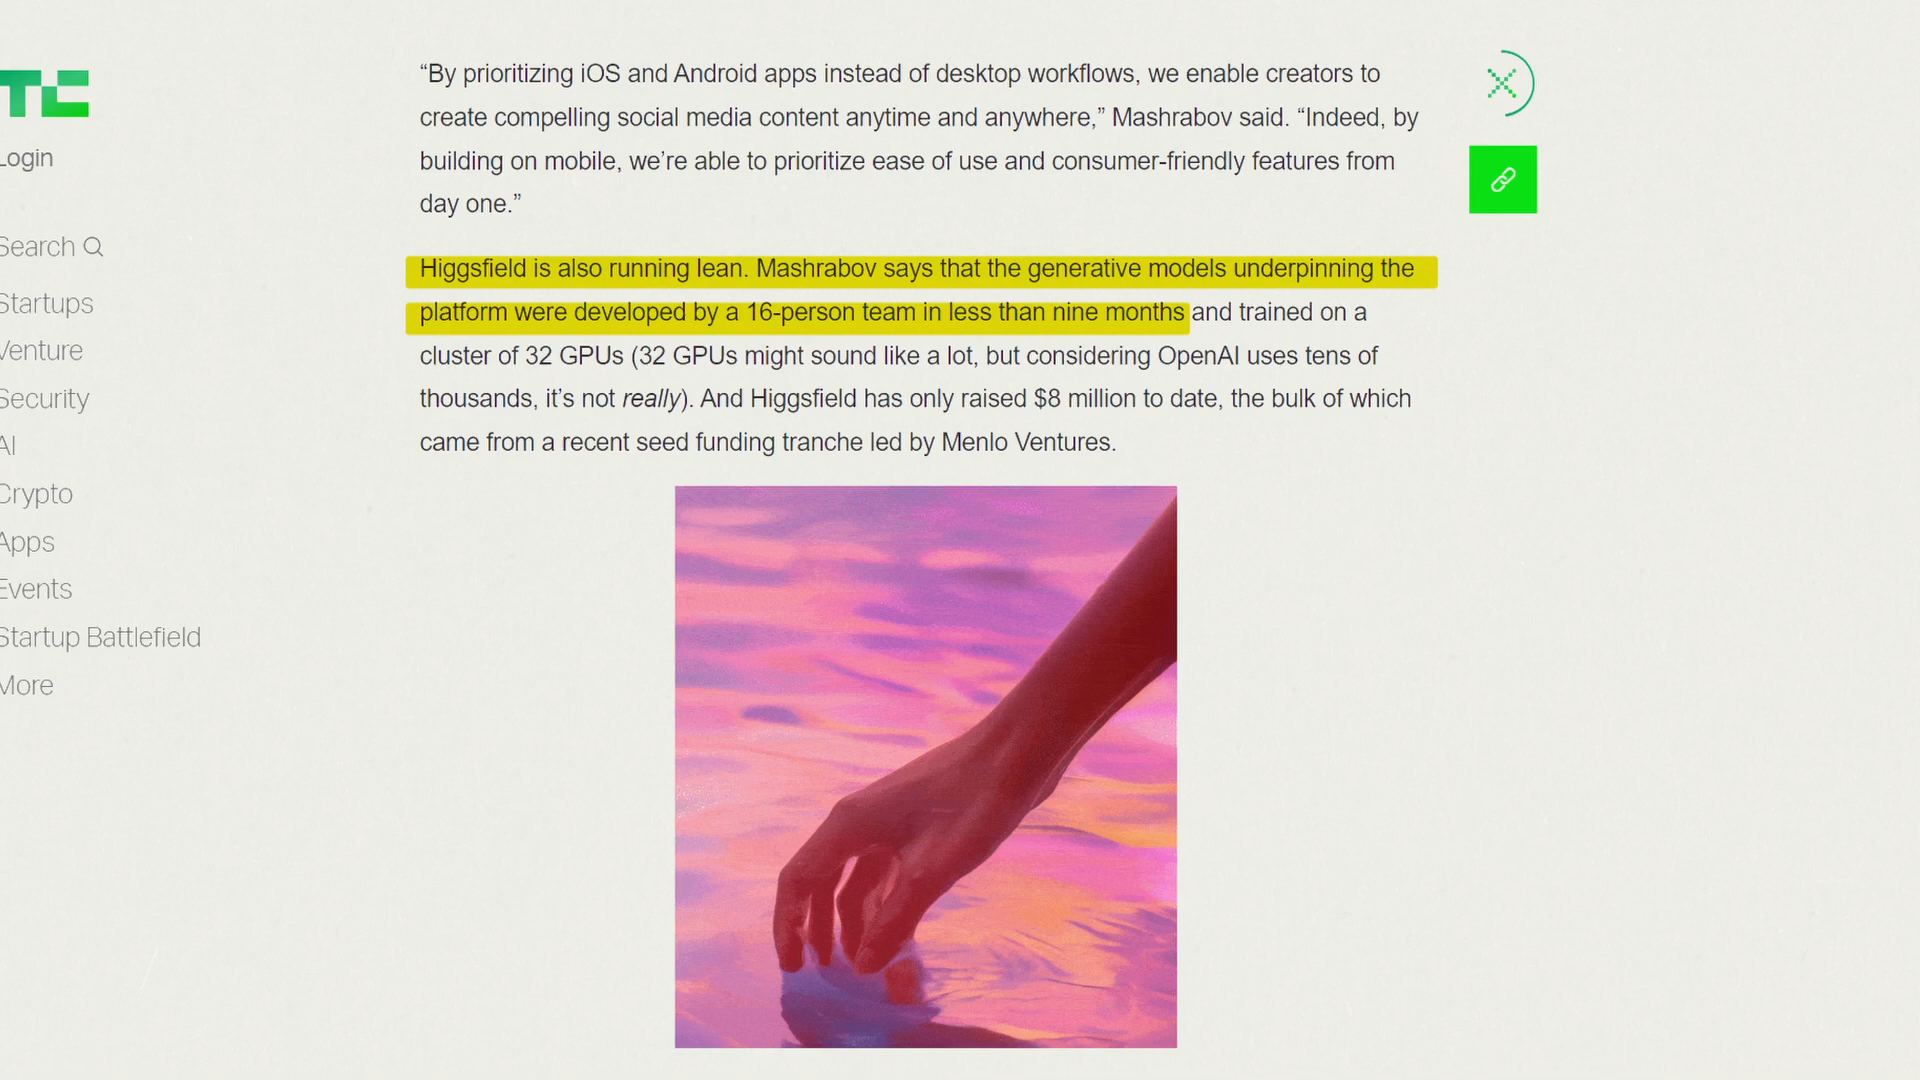 TC
Login
Search
Startups
Venture
Security
AI
Crypto
Apps
Events
Startup Battlefield
More
“By prioritizing iOS and Android apps instead of desktop workflows, we enable creators to
create compelling social media content anytime and anywhere,” Mashrabov said. “Indeed, by
building on mobile, we’re able to prioritize ease of use and consumer-friendly features from
day one.”
Higgsfield is also running lean. Mashrabov says that the generative models underpinning the
platform were developed by a 16-person team in less than nine months and trained on a
cluster of 32 GPUs (32 GPUs might sound like a lot, but considering OpenAI uses tens of
thousands, it’s not really). And Higgsfield has only raised $8 million to date, the bulk of which
came from a recent seed funding tranche led by Menlo Ventures.